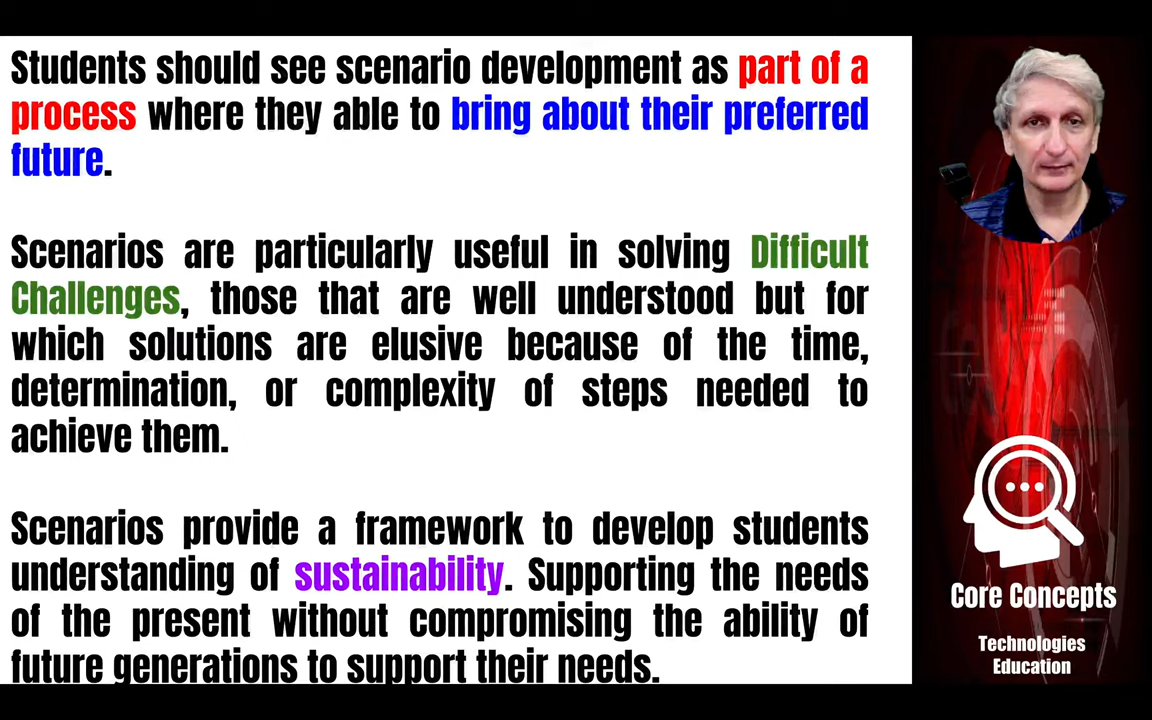 Students should see scenario development as part of a
process where they able to bring about their preferred
future.
Scenarios are particularly useful in solving Difficult
Challenges, those that are well understood but for
which solutions are elusive because of the time,
determination, or complexity of steps needed to
achieve them.
Scenarios provide a framework to develop students
understanding of sustainability. Supporting the needs
of the present without compromising the ability of
future generations to support their needs.
Core Concepts
Technologies
Education